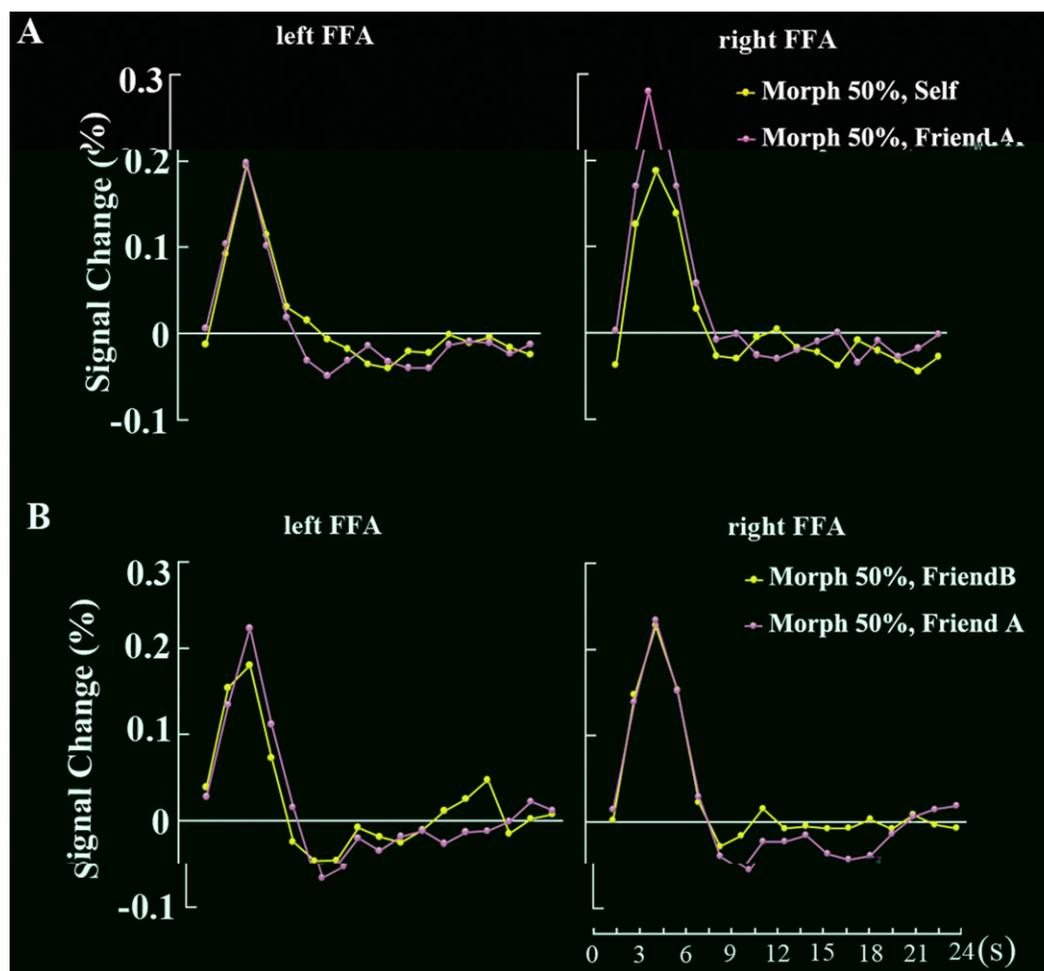 A
left FFA
right FFA
0.3
0.2
0.1
0
-0.1
Signal Change (%)
Morph 50%, Self
Morph 50%, Friend A
B
left FFA
right FFA
0.3
0.2
0.1
0
-0.1
Signal Change (%)
Morph 50%, FriendB
Morph 50%, Friend A
0 3 6 9 12 15 18 21 24 (s)